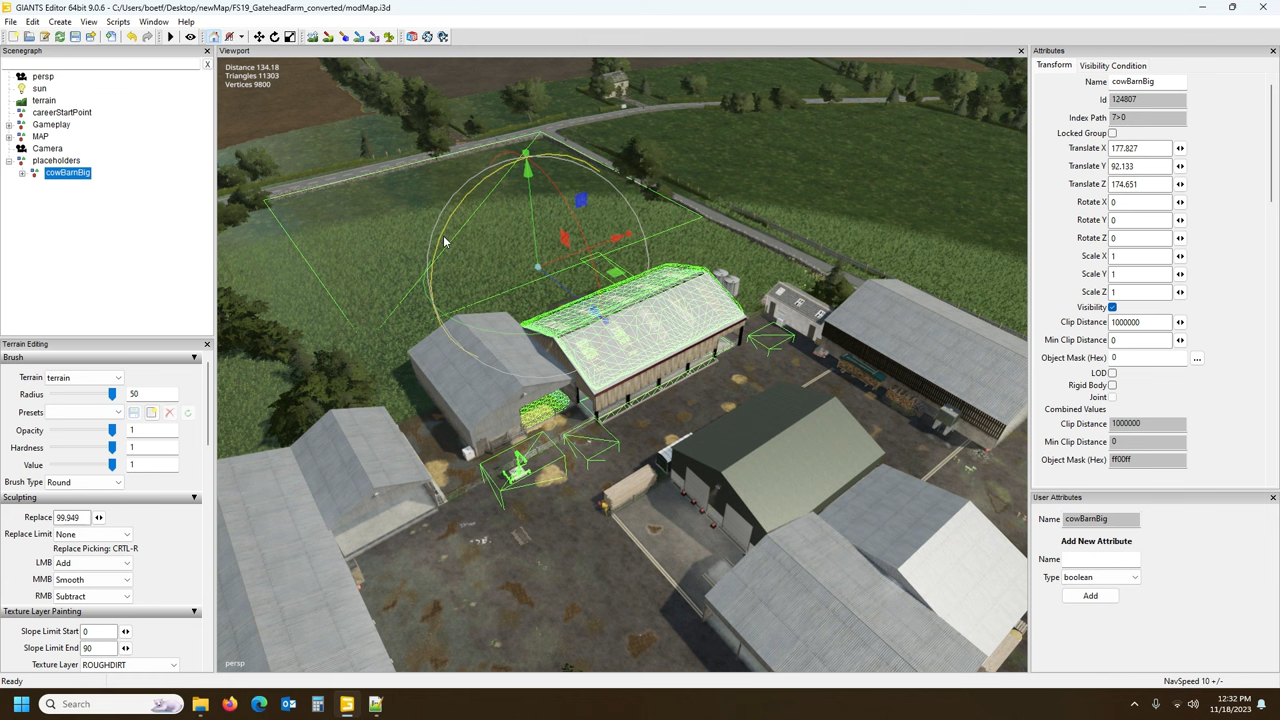 GIANTS Editor 64bit 9.0.6 - C:/Users/boetf/Desktop/newMap/FS19_GateheadFarm_converted/modMap.i3d
File Edit Create View Scripts Window Help
Scenegraph
X
persp
sun
terrain
careerStartPoint
Gameplay
MAP
Camera
placeholders
cowBarnBig
Terrain Editing
Brush
Terrain terrain
Radius 50
Presets
Opacity 1
Hardness 1
Value 1
Brush Type Round
Sculpting
Replace 99,949
Replace Limit None
Replace Picking: CRTL-R
LMB Add
MMB Smooth
RMB Subtract
Texture Layer Painting
Slope Limit Start 0
Slope Limit End 90
Texture Layer ROUGHDIRT
Ready
Viewport
Distance 134.18
Triangles 11303
Vertices 9800
persp
Attributes
Transform Visibility Condition
Name cowBarnBig
Id 124807
Index Path 7>0
Locked Group
Translate X 177.827
Translate Y 92.133
Translate Z 174.651
Rotate X 0
Rotate Y 0
Rotate Z 0
Scale X 1
Scale Y 1
Scale Z 1
Visibility
Clip Distance 1000000
Min Clip Distance 0
Object Mask (Hex) 0 ...
LOD
Rigid Body
Joint
Combined Values
Clip Distance 1000000
Min Clip Distance 0
Object Mask (Hex) ff00ff
User Attributes
Name cowBarnBig
Add New Attribute
Name
Type boolean
Add
NavSpeed 10 +/-
Search
12:32 PM
11/18/2023